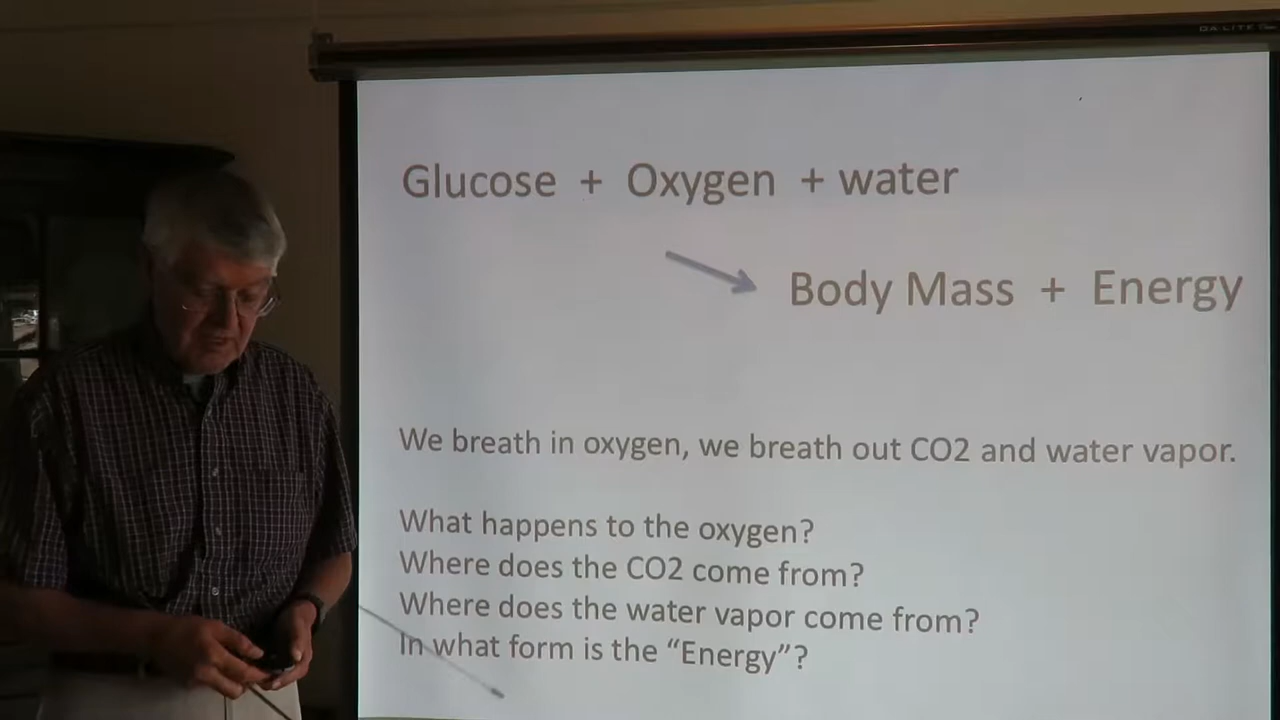 DA-LITE
Glucose + Oxygen + water
Body Mass + Energy
We breath in oxygen, we breath out CO2 and water vapor.
What happens to the oxygen?
Where does the CO2 come from?
Where does the water vapor come from?
In what form is the “Energy”?